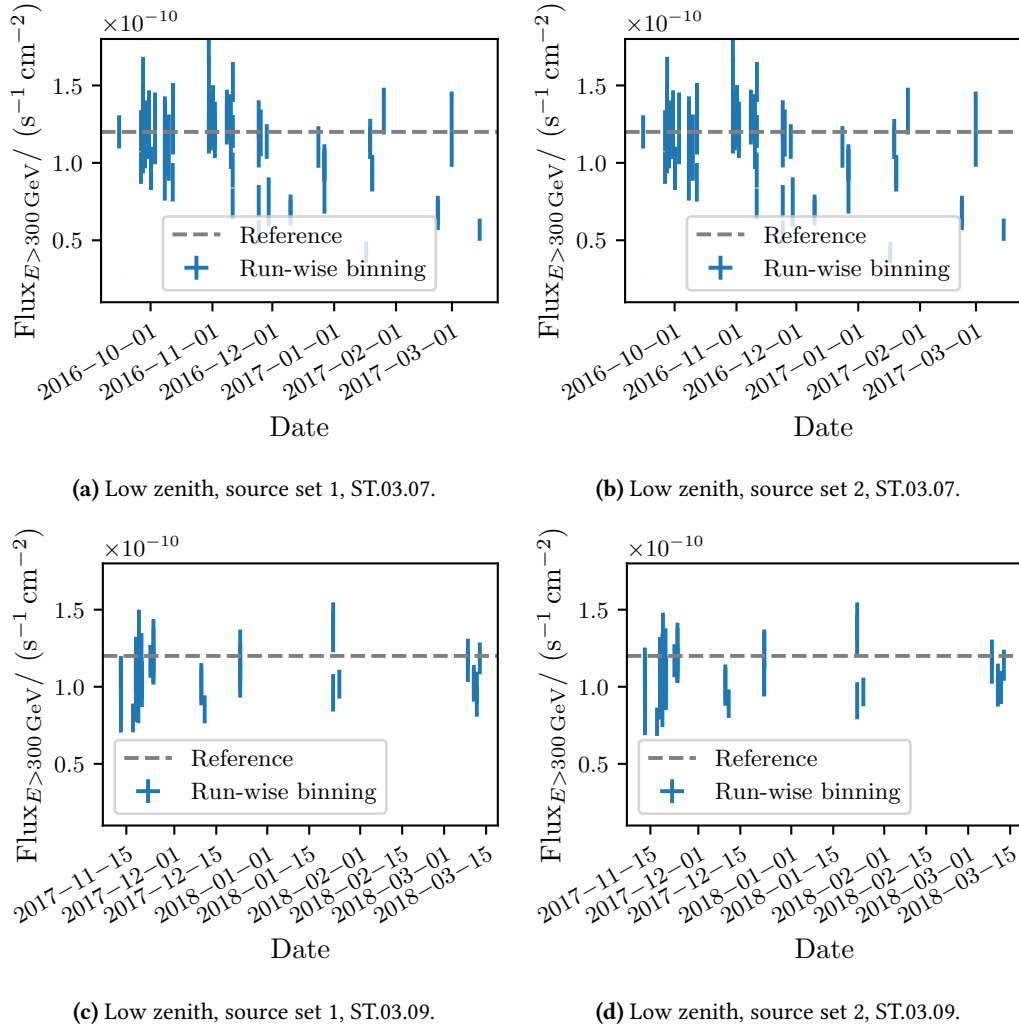 ×10−10
Flux_{E>300 GeV}/ (s−1 cm−2)
1.5
1.0
0.5
Reference
Run-wise binning
2016−10−01
2016−11−01
2016−12−01
2017−01−01
2017−02−01
2017−03−01
Date
(a) Low zenith, source set 1, ST.03.07.
×10−10
Flux_{E>300 GeV}/ (s−1 cm−2)
1.5
1.0
0.5
Reference
Run-wise binning
2016−10−01
2016−11−01
2016−12−01
2017−01−01
2017−02−01
2017−03−01
Date
(b) Low zenith, source set 2, ST.03.07.
×10−10
Flux_{E>300 GeV}/ (s−1 cm−2)
1.5
1.0
0.5
Reference
Run-wise binning
2017−11−15
2017−12−01
2017−12−15
2018−01−01
2018−01−15
2018−02−01
2018−02−15
2018−03−01
2018−03−15
Date
(c) Low zenith, source set 1, ST.03.09.
×10−10
Flux_{E>300 GeV}/ (s−1 cm−2)
1.5
1.0
0.5
Reference
Run-wise binning
2017−11−15
2017−12−01
2017−12−15
2018−01−01
2018−01−15
2018−02−01
2018−02−15
2018−03−01
2018−03−15
Date
(d) Low zenith, source set 2, ST.03.09.